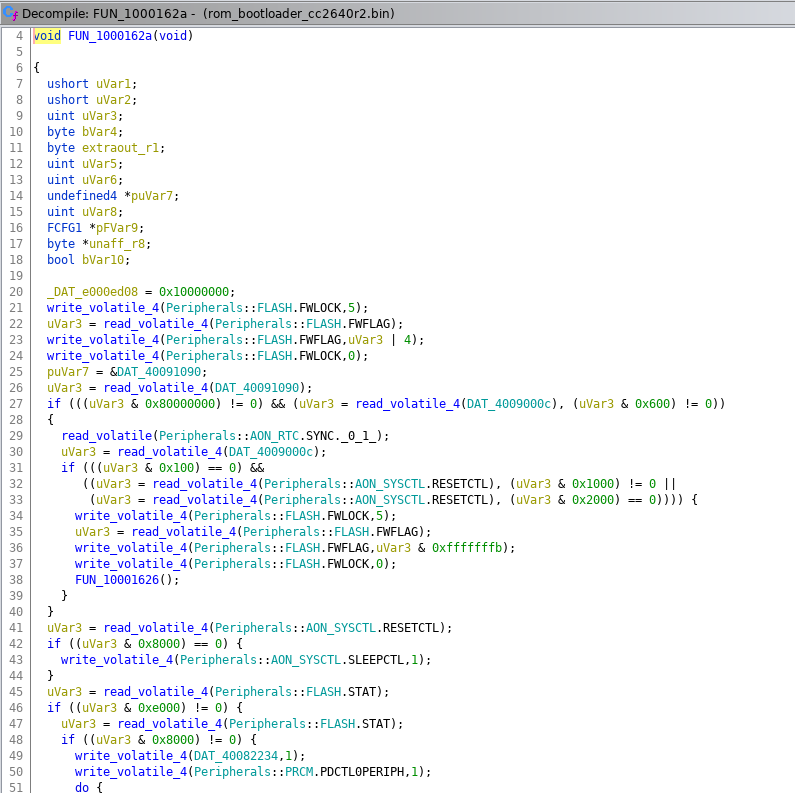 Decompile: FUN_1000162a - (rom_bootloader_cc2640r2.bin)
4 void FUN_1000162a(void)
5
6 {
7 ushort uVar1;
8 ushort uVar2;
9 uint uVar3;
10 byte bVar4;
11 byte extraout_r1;
12 uint uVar5;
13 uint uVar6;
14 undefined4 *puVar7;
15 uint uVar8;
16 FCFG1 *pFVar9;
17 byte *unaff_r8;
18 bool bVar10;
19
20 _DAT_e000ed08 = 0x10000000;
21 write_volatile_4(Peripherals::FLASH.FWLOCK,5);
22 uVar3 = read_volatile_4(Peripherals::FLASH.FWFLAG);
23 write_volatile_4(Peripherals::FLASH.FWFLAG,uVar3 | 4);
24 write_volatile_4(Peripherals::FLASH.FWLOCK,0);
25 puVar7 = &DAT_40091090;
26 uVar3 = read_volatile_4(DAT_40091090);
27 if (((uVar3 & 0x80000000) != 0) && (uVar3 = read_volatile_4(DAT_4009000c), (uVar3 & 0x600) != 0))
28 {
29 read_volatile(Peripherals::AON_RTC.SYNC._0_1_);
30 uVar3 = read_volatile_4(DAT_4009000c);
31 if (((uVar3 & 0x100) == 0) &&
32 ((uVar3 = read_volatile_4(Peripherals::AON_SYSCTL.RESETCTL), (uVar3 & 0x1000) != 0 ||
33 (uVar3 = read_volatile_4(Peripherals::AON_SYSCTL.RESETCTL), (uVar3 & 0x2000) == 0)))) {
34 write_volatile_4(Peripherals::FLASH.FWLOCK,5);
35 uVar3 = read_volatile_4(Peripherals::FLASH.FWFLAG);
36 write_volatile_4(Peripherals::FLASH.FWFLAG,uVar3 & 0xfffffffb);
37 write_volatile_4(Peripherals::FLASH.FWLOCK,0);
38 FUN_10001626();
39 }
40 }
41 uVar3 = read_volatile_4(Peripherals::AON_SYSCTL.RESETCTL);
42 if ((uVar3 & 0x8000) == 0) {
43 write_volatile_4(Peripherals::AON_SYSCTL.SLEEPCTL,1);
44 }
45 uVar3 = read_volatile_4(Peripherals::FLASH.STAT);
46 if ((uVar3 & 0xe000) != 0) {
47 uVar3 = read_volatile_4(Peripherals::FLASH.STAT);
48 if ((uVar3 & 0x8000) != 0) {
49 write_volatile_4(DAT_40082234,1);
50 write_volatile_4(Peripherals::PRCM.PDCTL0PERIPH,1);
51 do {